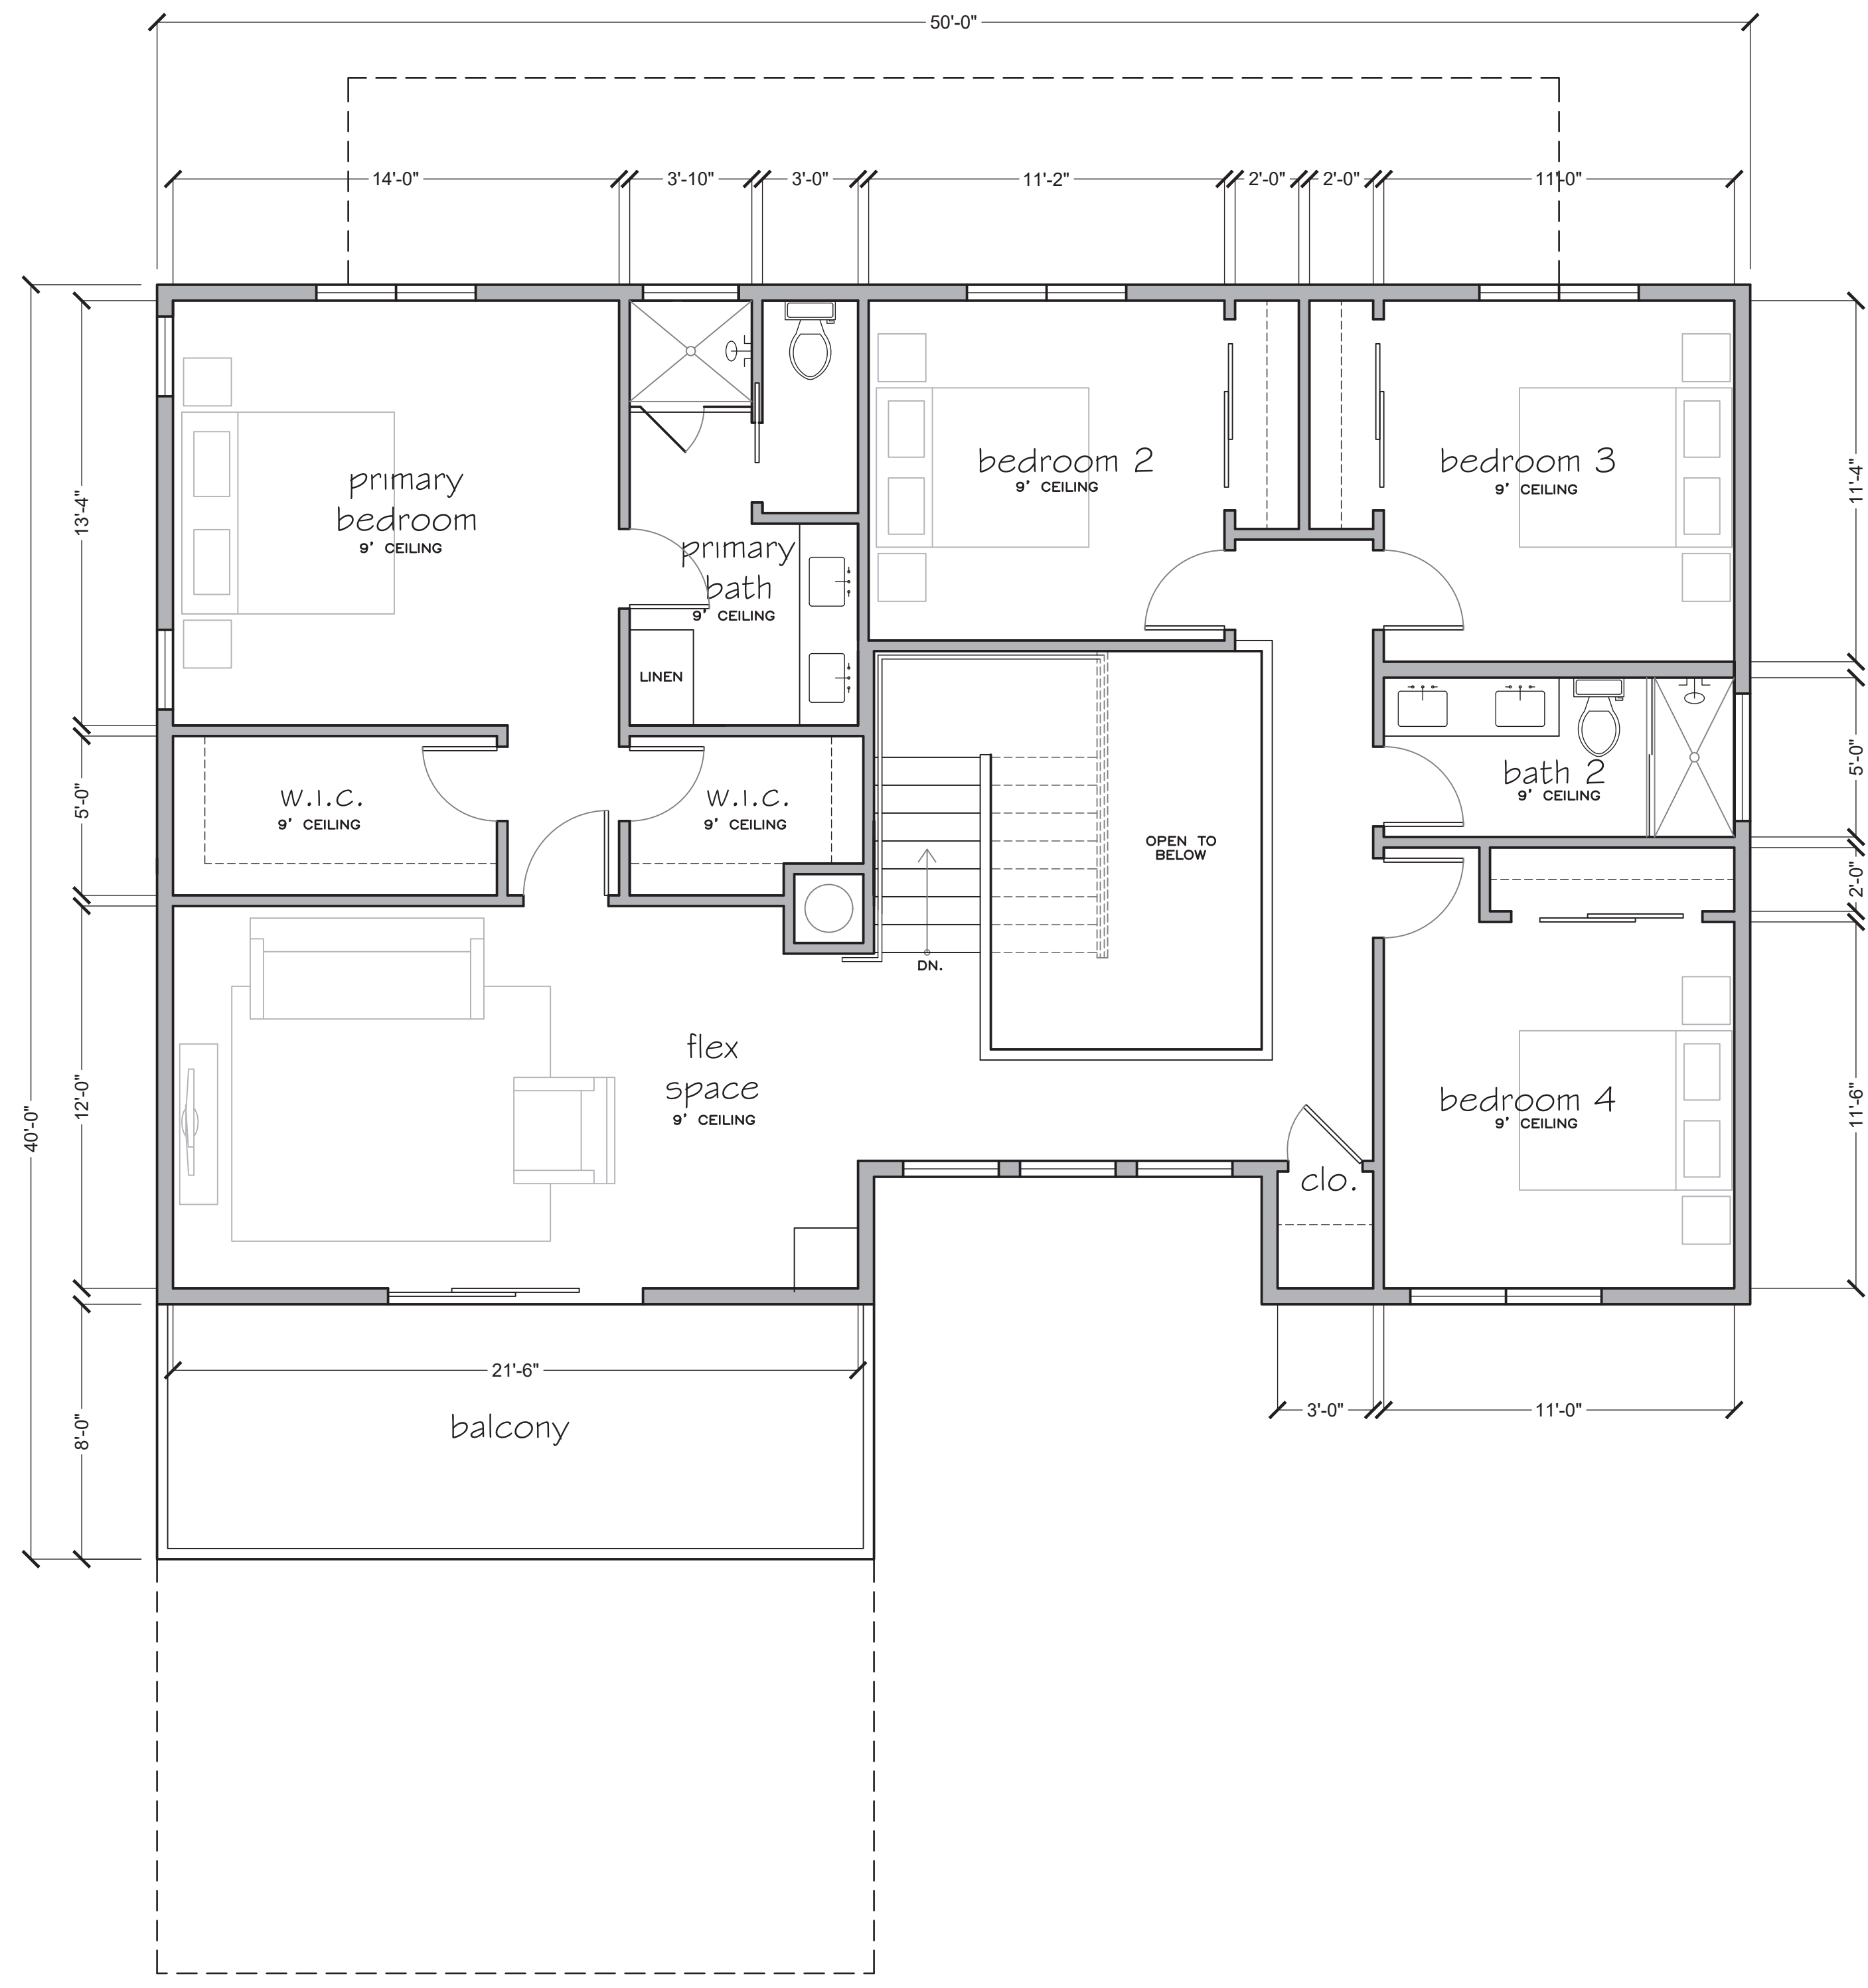 50'-0"
14'-0"
3'-10"
3'-0"
11'-2"
2'-0"
2'-0"
11'-0"
40'-0"
13'-4"
5'-0"
12'-0"
8'-0"
11'-4"
5'-0"
2'-0"
11'-6"
primary
bedroom
9' CEILING
primary
bath
9' CEILING
LINEN
bedroom 2
9' CEILING
bedroom 3
9' CEILING
w.i.c.
9' CEILING
w.i.c.
9' CEILING
OPEN TO
BELOW
bath 2
9' CEILING
DN.
flex
space
9' CEILING
bedroom 4
9' CEILING
clo.
21'-6"
3'-0"
11'-0"
balcony